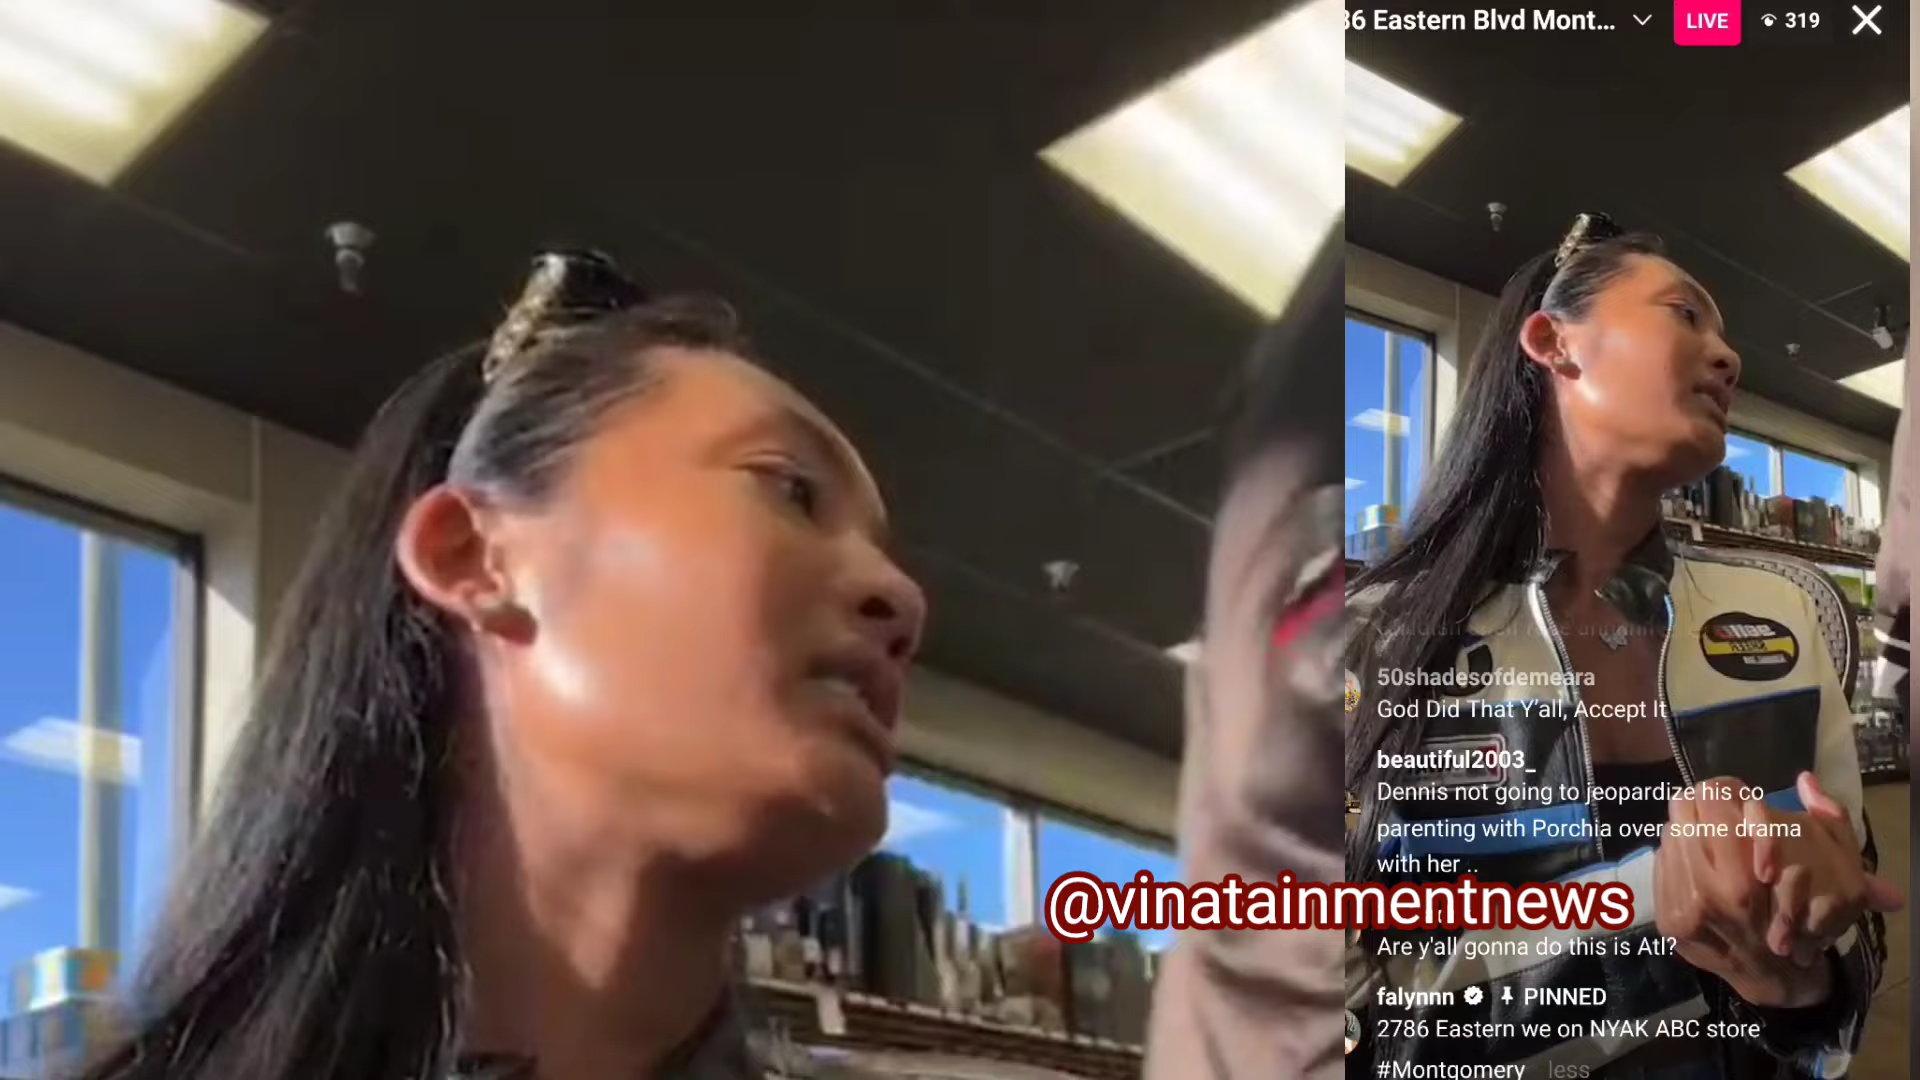 36 Eastern Blvd Mont...
LIVE
319
50shadesofdemeara
God Did That Y'all, Accept It
beautiful2003_
Dennis not going to jeopardize his co
parenting with Porchia over some drama
with her ..
@vinatainmentnews
Are y'all gonna do this is Atl?
falynnn PINNED
2786 Eastern we on NYAK ABC store
#Montgomery less